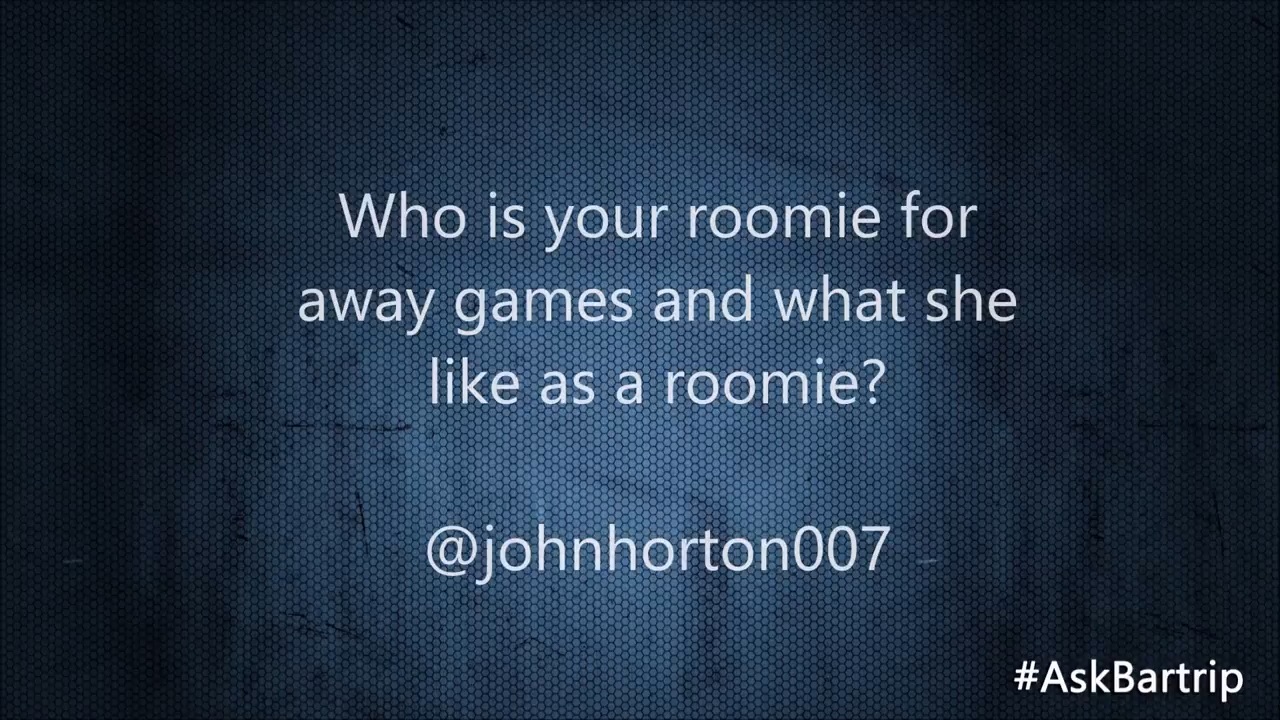 Who is your roomie for
away games and what she
like as a roomie?
@johnhorton007
#AskBartrip